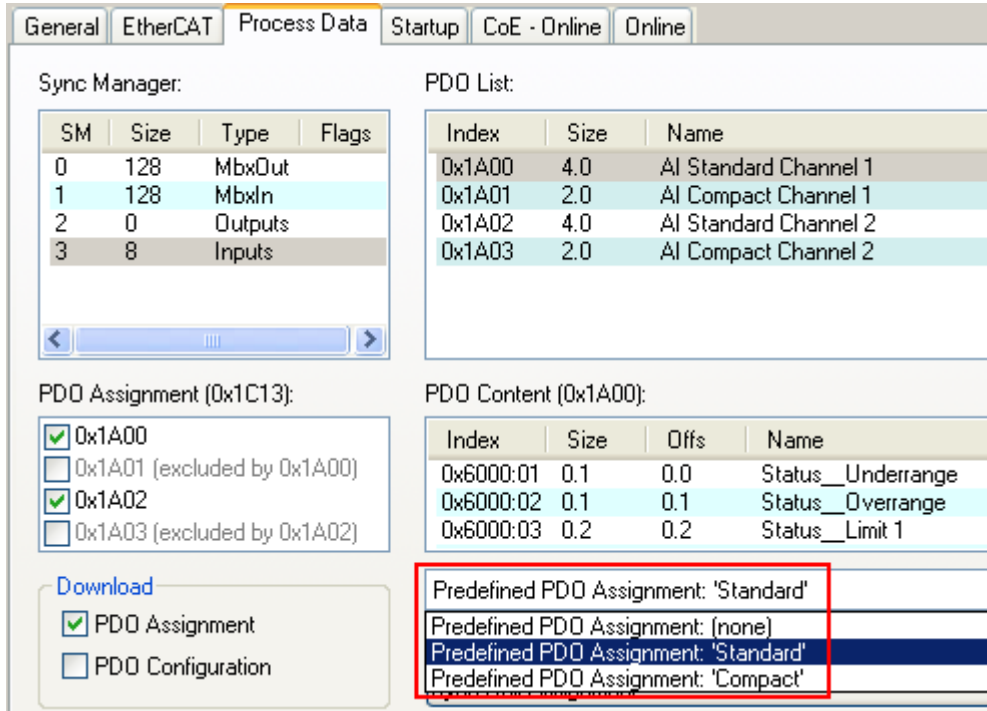 General EtherCAT Process Data Startup CoE - Online Online
Sync Manager:
SM Size Type Flags
0 128 MbxOut
1 128 MbxIn
2 0 Outputs
3 8 Inputs
PDO List:
Index Size Name
0x1A00 4.0 AI Standard Channel 1
0x1A01 2.0 AI Compact Channel 1
0x1A02 4.0 AI Standard Channel 2
0x1A03 2.0 AI Compact Channel 2
PDO Assignment (0x1C13):
0x1A00
0x1A01 (excluded by 0x1A00)
0x1A02
0x1A03 (excluded by 0x1A02)
PDO Content (0x1A00):
Index Size Offs Name
0x6000:01 0.1 0.0 Status__Underrange
0x6000:02 0.1 0.1 Status__Overrange
0x6000:03 0.2 0.2 Status__Limit 1
Download
PDO Assignment
PDO Configuration
Predefined PDO Assignment: 'Standard'
Predefined PDO Assignment: (none)
Predefined PDO Assignment: 'Standard'
Predefined PDO Assignment: 'Compact'